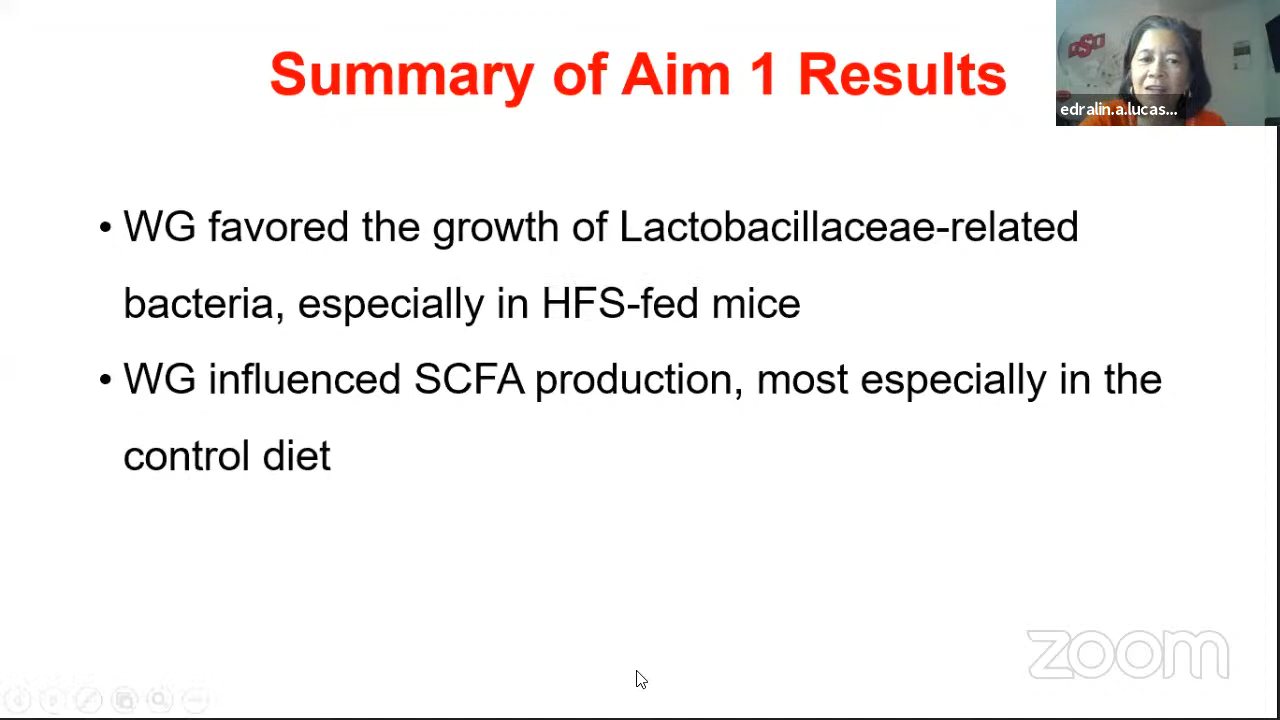 Summary of Aim 1 Results
OSU
edralin.a.lucas...
• WG favored the growth of Lactobacillaceae-related
bacteria, especially in HFS-fed mice
• WG influenced SCFA production, most especially in the
control diet
zoom